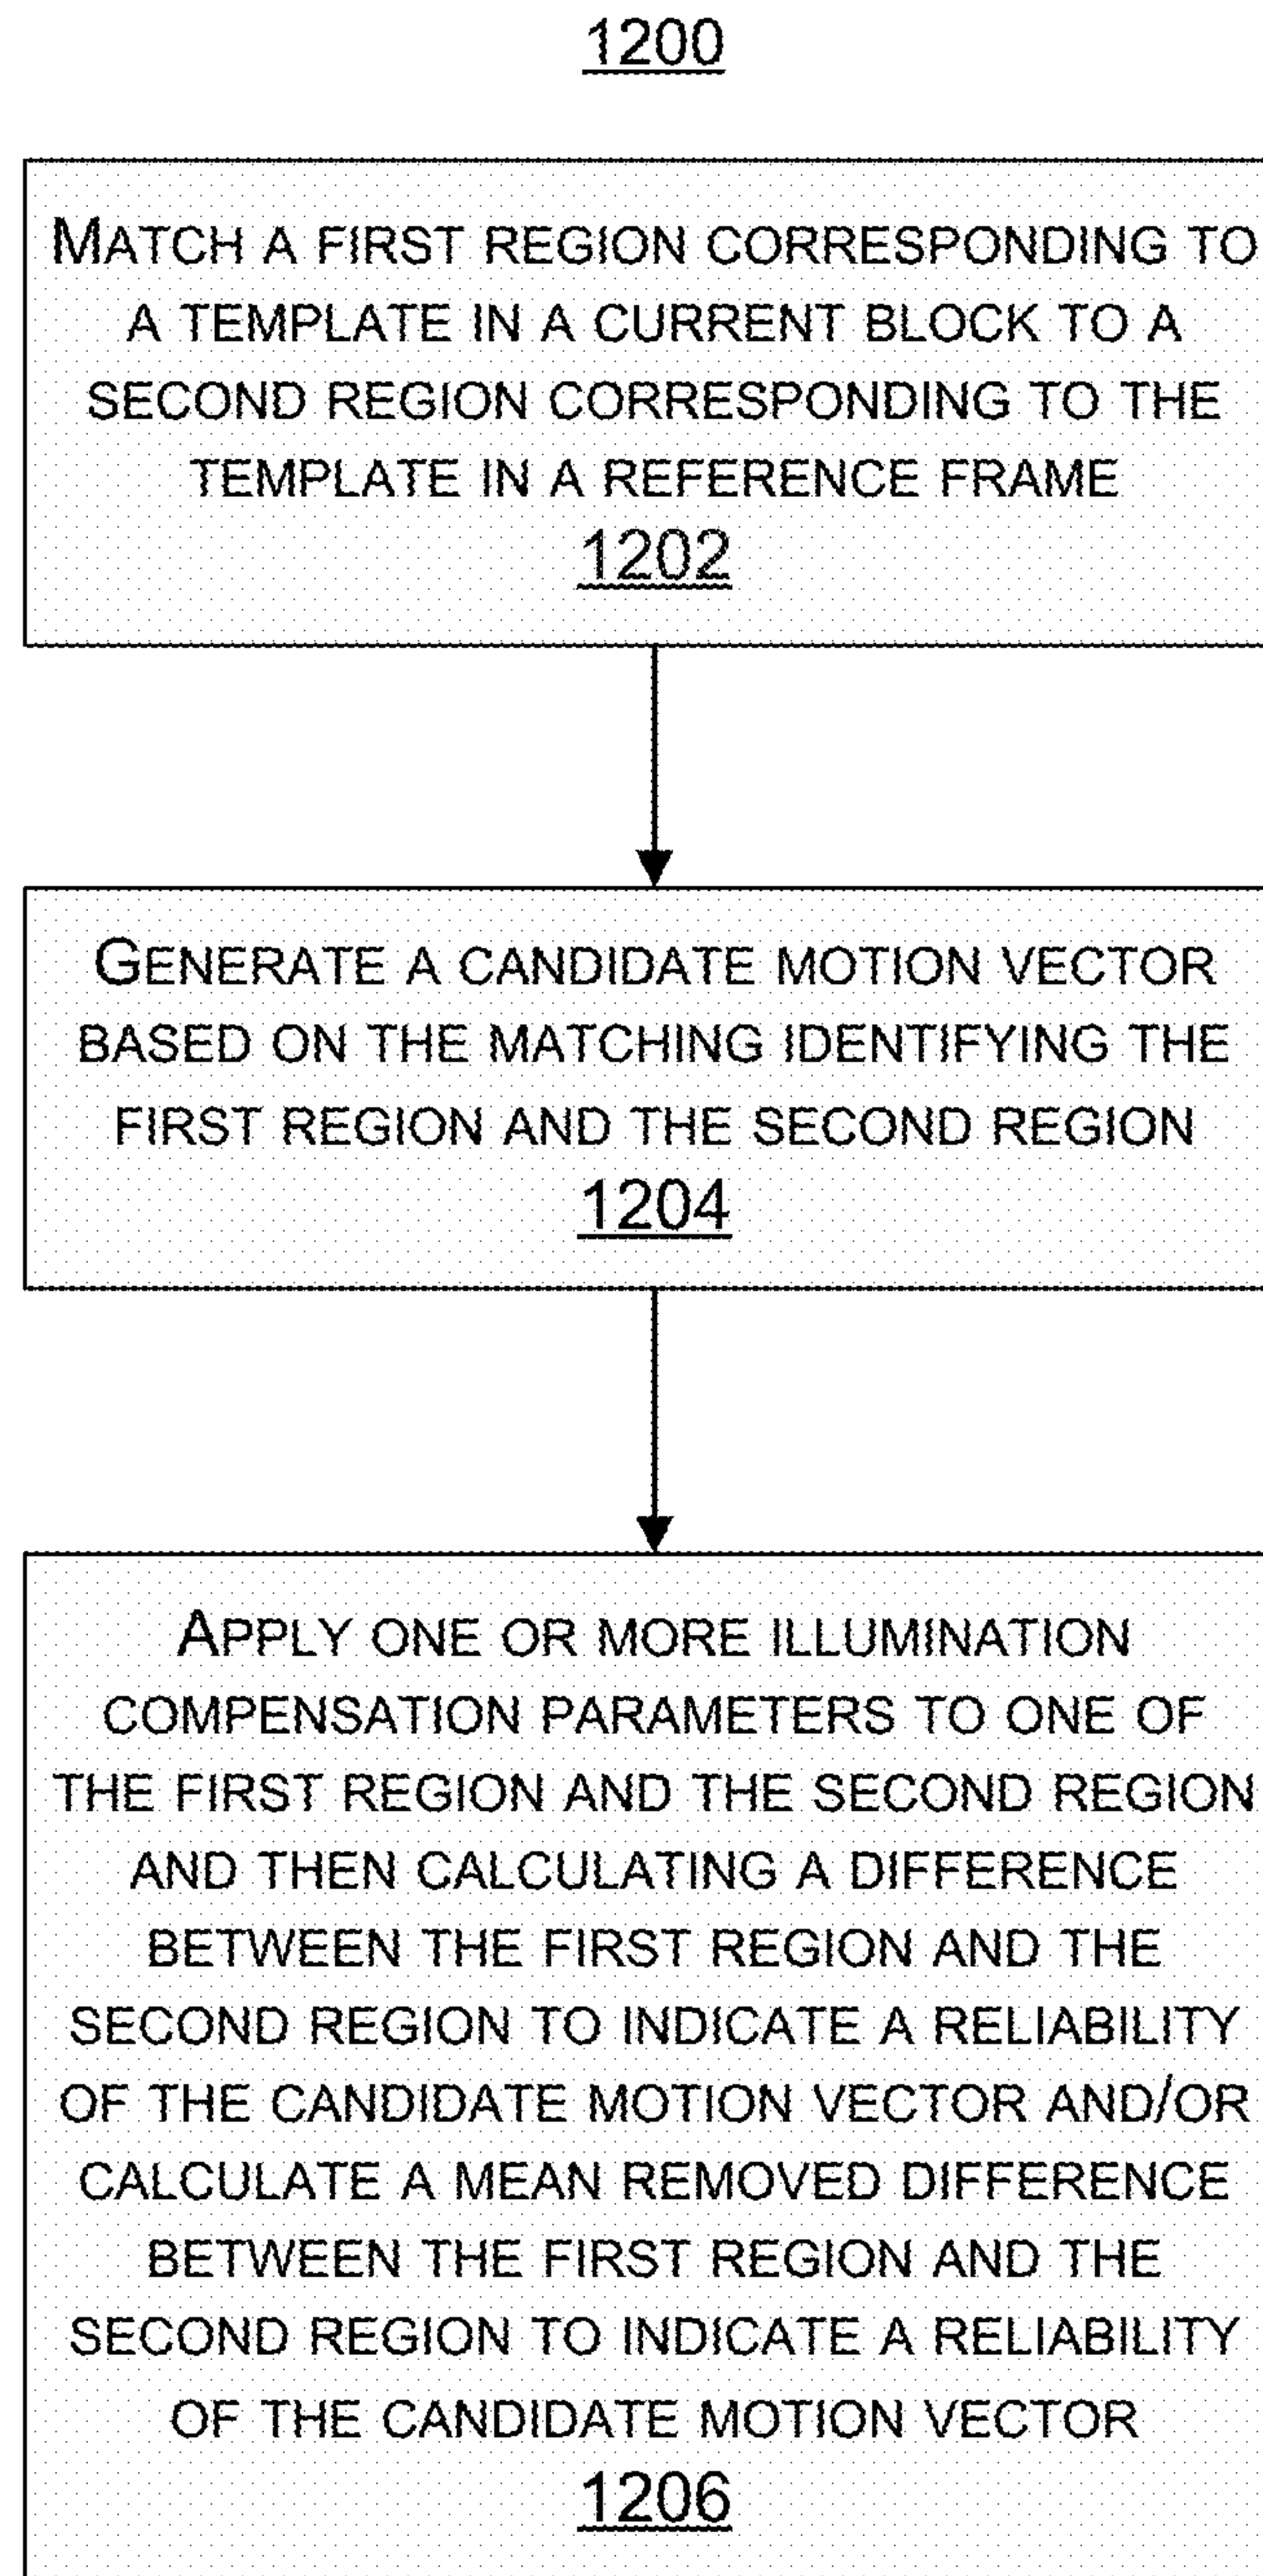 1200
MATCH A FIRST REGION CORRESPONDING TO
A TEMPLATE IN A CURRENT BLOCK TO A
SECOND REGION CORRESPONDING TO THE
TEMPLATE IN A REFERENCE FRAME
1202
GENERATE A CANDIDATE MOTION VECTOR
BASED ON THE MATCHING IDENTIFYING THE
FIRST REGION AND THE SECOND REGION
1204
APPLY ONE OR MORE ILLUMINATION
COMPENSATION PARAMETERS TO ONE OF
THE FIRST REGION AND THE SECOND REGION
AND THEN CALCULATING A DIFFERENCE
BETWEEN THE FIRST REGION AND THE
SECOND REGION TO INDICATE A RELIABILITY
OF THE CANDIDATE MOTION VECTOR AND/OR
CALCULATE A MEAN REMOVED DIFFERENCE
BETWEEN THE FIRST REGION AND THE
SECOND REGION TO INDICATE A RELIABILITY
OF THE CANDIDATE MOTION VECTOR
1206